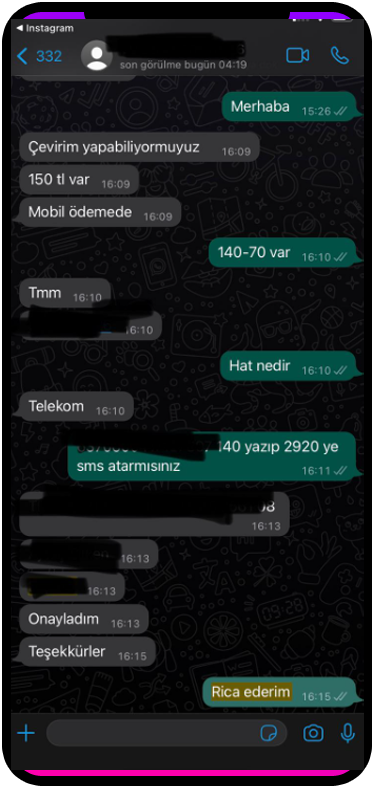 Instagram
332
son görülme bugün 04:19
Merhaba 15:26
Çevirim yapabiliyormuyuz 16:09
150 tl var 16:09
Mobil ödemede 16:09
140-70 var 16:10
Tmm 16:10
16:10
Hat nedir 16:10
Telekom 16:10
140 yazıp 2920 ye
sms atarmısınız
16:11
16:13
16:13
16:13
Onayladım 16:13
Teşekkürler 16:15
Rica ederim 16:15